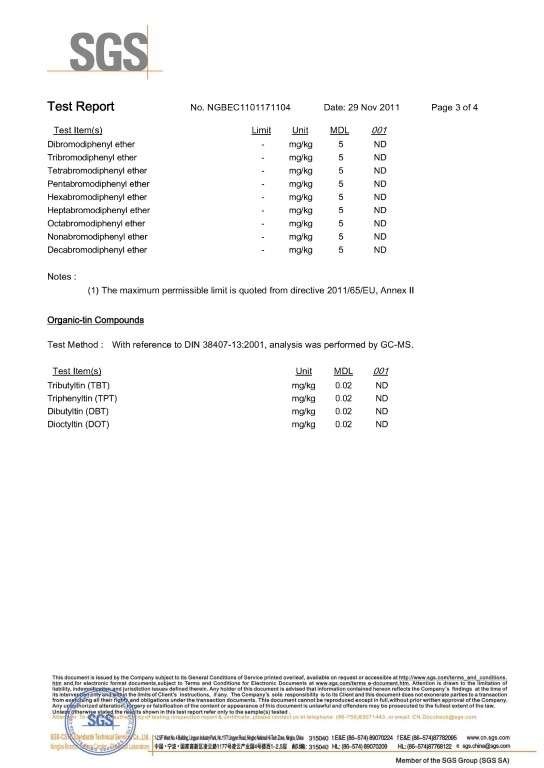 SGS
Test Report No. NGBEC1101171104 Date: 29 Nov 2011 Page 3 of 4
Test Item(s) Limit Unit MDL 001
Dibromodiphenyl ether - mg/kg 5 ND
Tribromodiphenyl ether - mg/kg 5 ND
Tetrabromodiphenyl ether - mg/kg 5 ND
Pentabromodiphenyl ether - mg/kg 5 ND
Hexabromodiphenyl ether - mg/kg 5 ND
Heptabromodiphenyl ether - mg/kg 5 ND
Octabromodiphenyl ether - mg/kg 5 ND
Nonabromodiphenyl ether - mg/kg 5 ND
Decabromodiphenyl ether - mg/kg 5 ND
Notes :
(1) The maximum permissible limit is quoted from directive 2011/65/EU, Annex II
Organic-tin Compounds
Test Method : With reference to DIN 38407-13:2001, analysis was performed by GC-MS.
Test Item(s) Unit MDL 001
Tributyltin (TBT) mg/kg 0.02 ND
Triphenyltin (TPT) mg/kg 0.02 ND
Dibutyltin (DBT) mg/kg 0.02 ND
Dioctyltin (DOT) mg/kg 0.02 ND
This document is issued by the Company subject to its General Conditions of Service printed overleaf, available on request or accessible at http://www.sgs.com/terms_and_conditions.
htm and,for electronic format documents,subject to Terms and Conditions for Electronic Documents at www.sgs.com/terms_e-document.htm. Attention is drawn to the limitation of
liability, indemnification and jurisdiction issues defined therein. Any holder of this document is advised that information contained hereon reflects the Company's findings at the time of
its intervention only and within the limits of Client's Instructions, if any. The Company's sole responsibility is to its Client and this document does not exonerate parties to a transaction
from exercising all their rights and obligations under the transaction documents. This document cannot be reproduced except in full,without prior written approval of the Company.
Any unauthorized alteration, forgery or falsification of the content or appearance of this document is unlawful and offenders may be prosecuted to the fullest extent of the law.
Unless otherwise stated the results shown in this test report refer only to the sample(s) tested .
SGS
315040 t E&E (86-574) 89070224 f E&E (86-574)87782095 www.cn.sgs.com
315040 HL: (86-574) 89070209 HL: (86-574)87768122 e sgs.china@sgs.com
Member of the SGS Group (SGS SA)